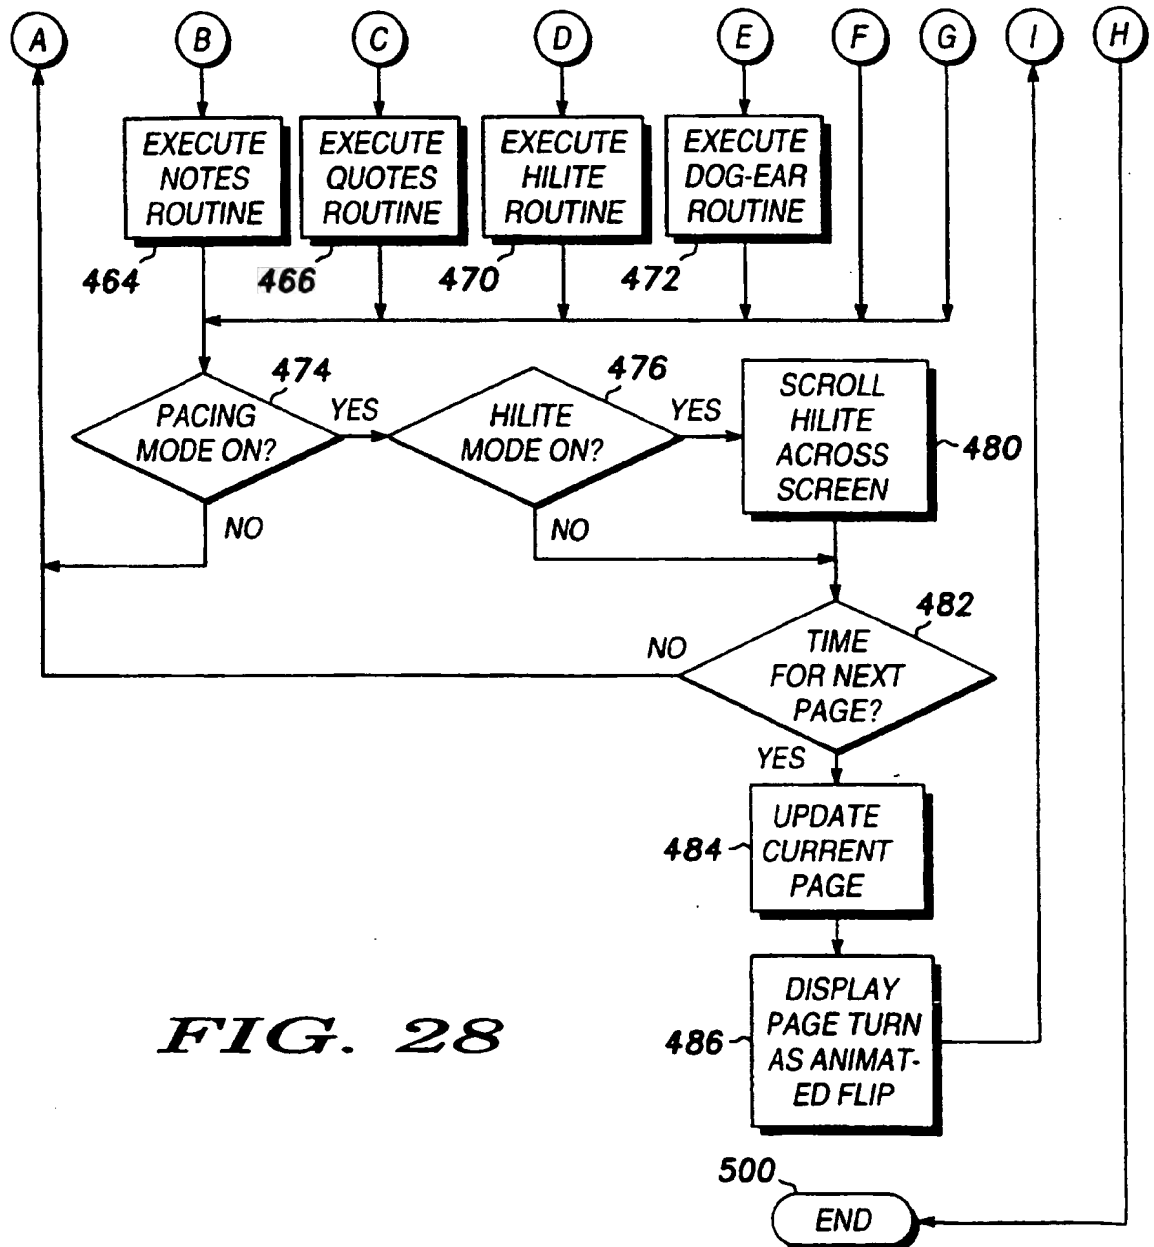 A B C D E F G I H
EXECUTE
NOTES
ROUTINE
464
EXECUTE
QUOTES
ROUTINE
466
EXECUTE
HILITE
ROUTINE
470
EXECUTE
DOG-EAR
ROUTINE
472
PACING
MODE ON?
474
YES
NO
HILITE
MODE ON?
476
YES
NO
SCROLL
HILITE
ACROSS
SCREEN
480
TIME
FOR NEXT
PAGE?
482
NO
YES
UPDATE
CURRENT
PAGE
484
DISPLAY
PAGE TURN
AS ANIMAT-
ED FLIP
486
FIG. 28
500
END